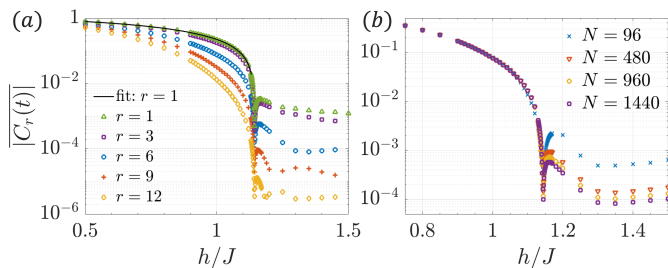 (a)
1
10^-2
10^-4
10^-6
|C_r(t)|
fit: r = 1
r = 1
r = 3
r = 6
r = 9
r = 12
0.5
1
1.5
h/J
(b)
10^-1
10^-2
10^-3
10^-4
N = 96
N = 480
N = 960
N = 1440
0.8
1
1.2
1.4
h/J